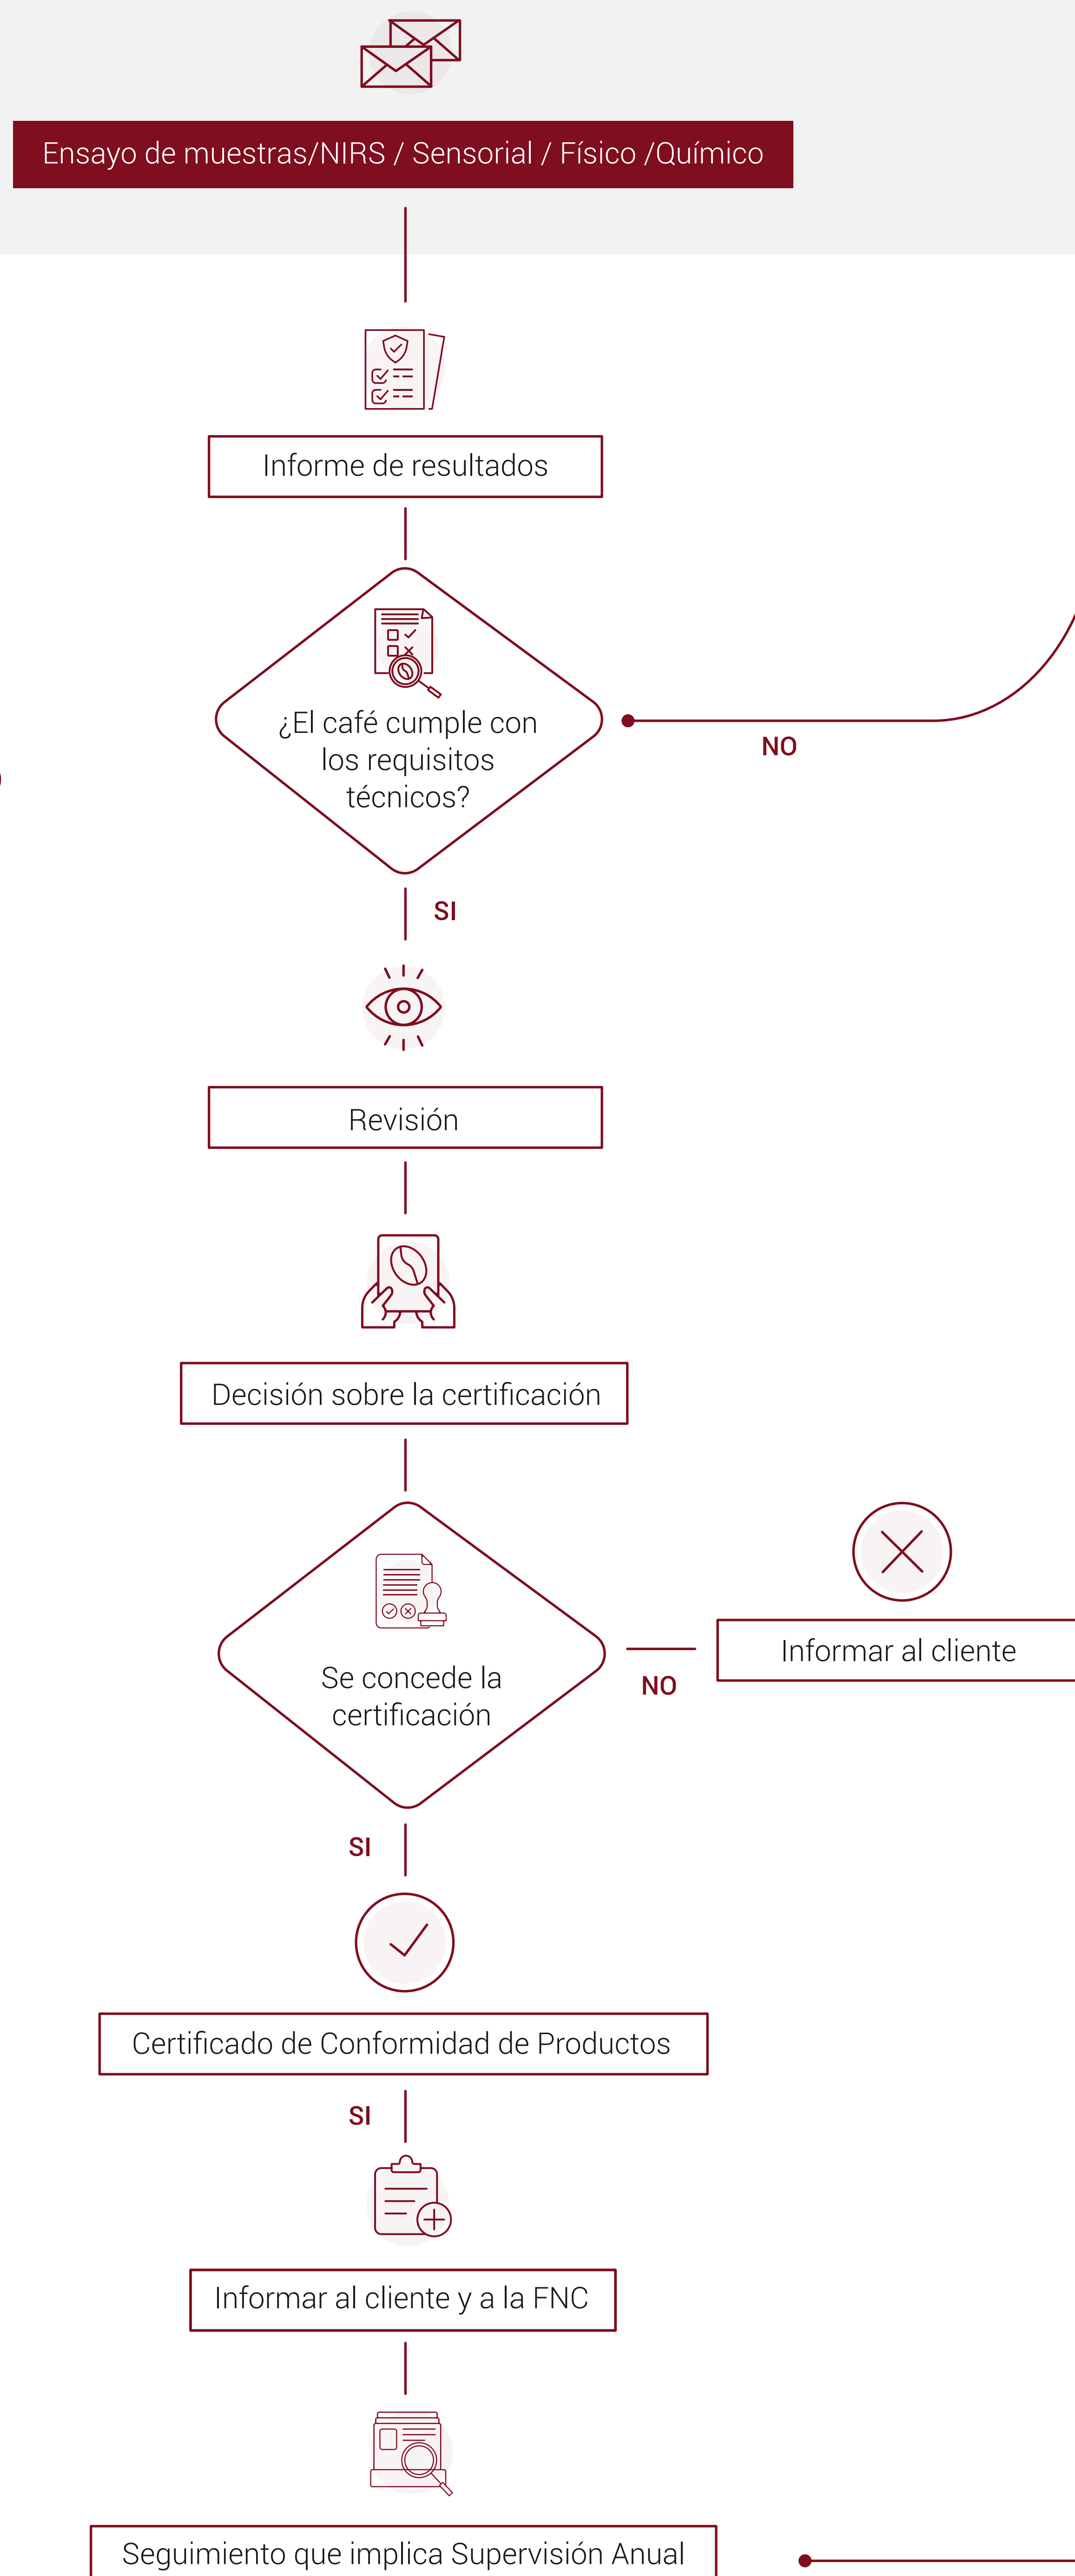 Ensayo de muestras/NIRS / Sensorial / Físico /Químico
Informe de resultados
¿El café cumple con
los requisitos
técnicos?
NO
SI
Revisión
Decisión sobre la certificación
Se concede la
certificación
NO
Informar al cliente
SI
Certificado de Conformidad de Productos
SI
Informar al cliente y a la FNC
Seguimiento que implica Supervisión Anual